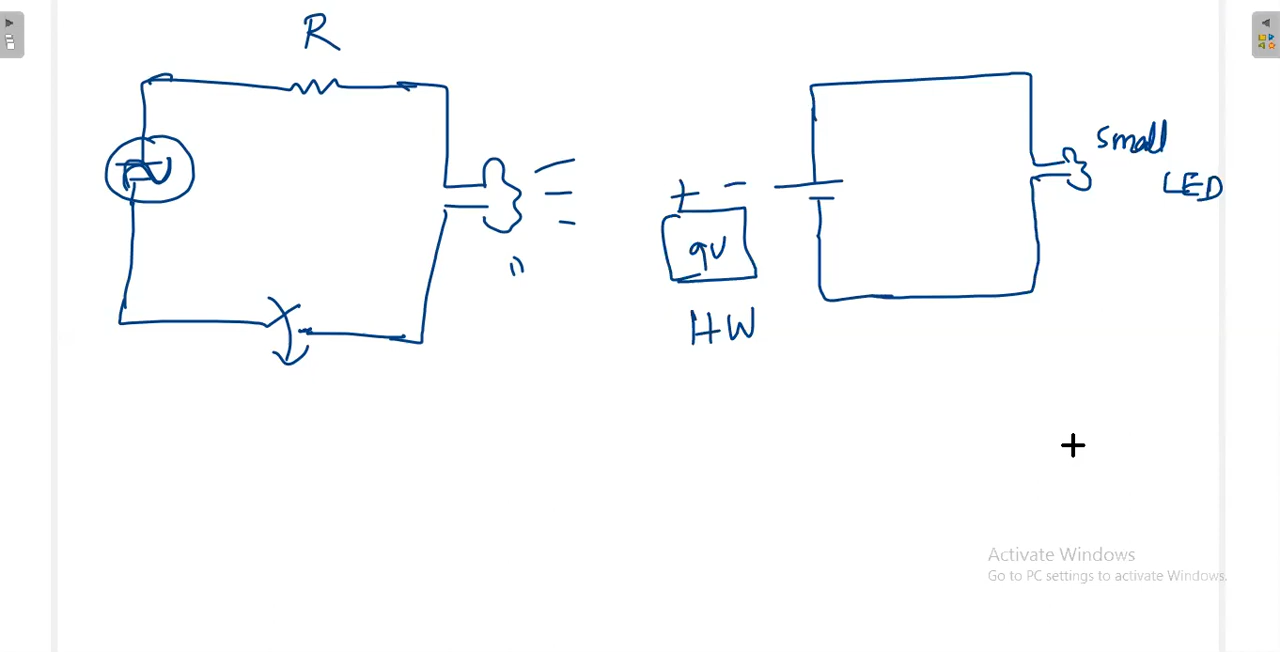 R
small
LED
+ -
9V
HW
Activate Windows
Go to PC settings to activate Windows.